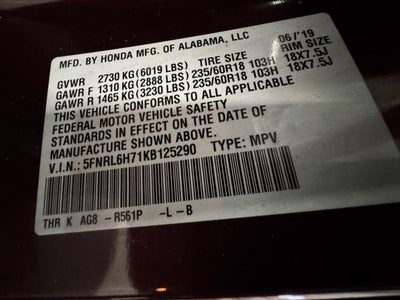 MFD. BY HONDA MFG. OF ALABAMA, LLC 06/'19
GVWR 2730 KG (6019 LBS) TIRE SIZE RIM SIZE
GAWR F 1310 KG (2888 LBS) 235/60R18 103H 18X7.5J
GAWR R 1465 KG (3230 LBS) 235/60R18 103H 18X7.5J
THIS VEHICLE CONFORMS TO ALL APPLICABLE
FEDERAL MOTOR VEHICLE SAFETY
STANDARDS IN EFFECT ON THE DATE OF
MANUFACTURE SHOWN ABOVE.
V.I.N.: 5FNRL6H71KB125290 TYPE: MPV
THR K AG8 -R561P -L-B